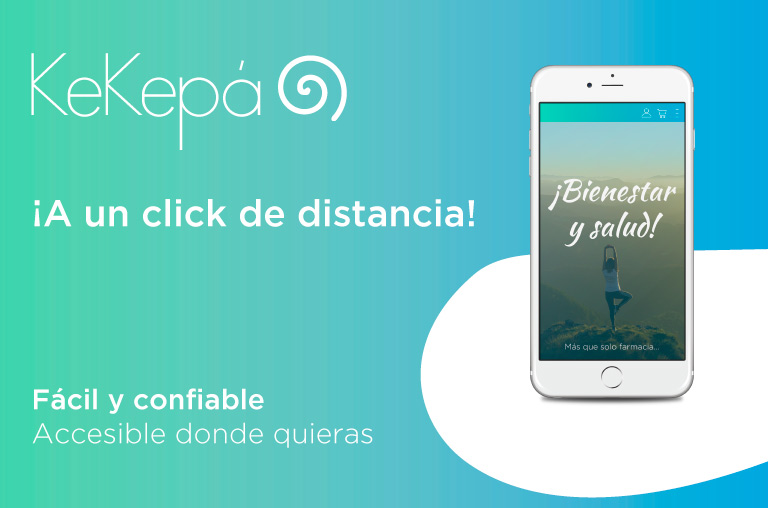 KeKepá
¡A un click de distancia!
¡Bienestar
y salud!
Más que solo farmacia...
Fácil y confiable
Accesible donde quieras